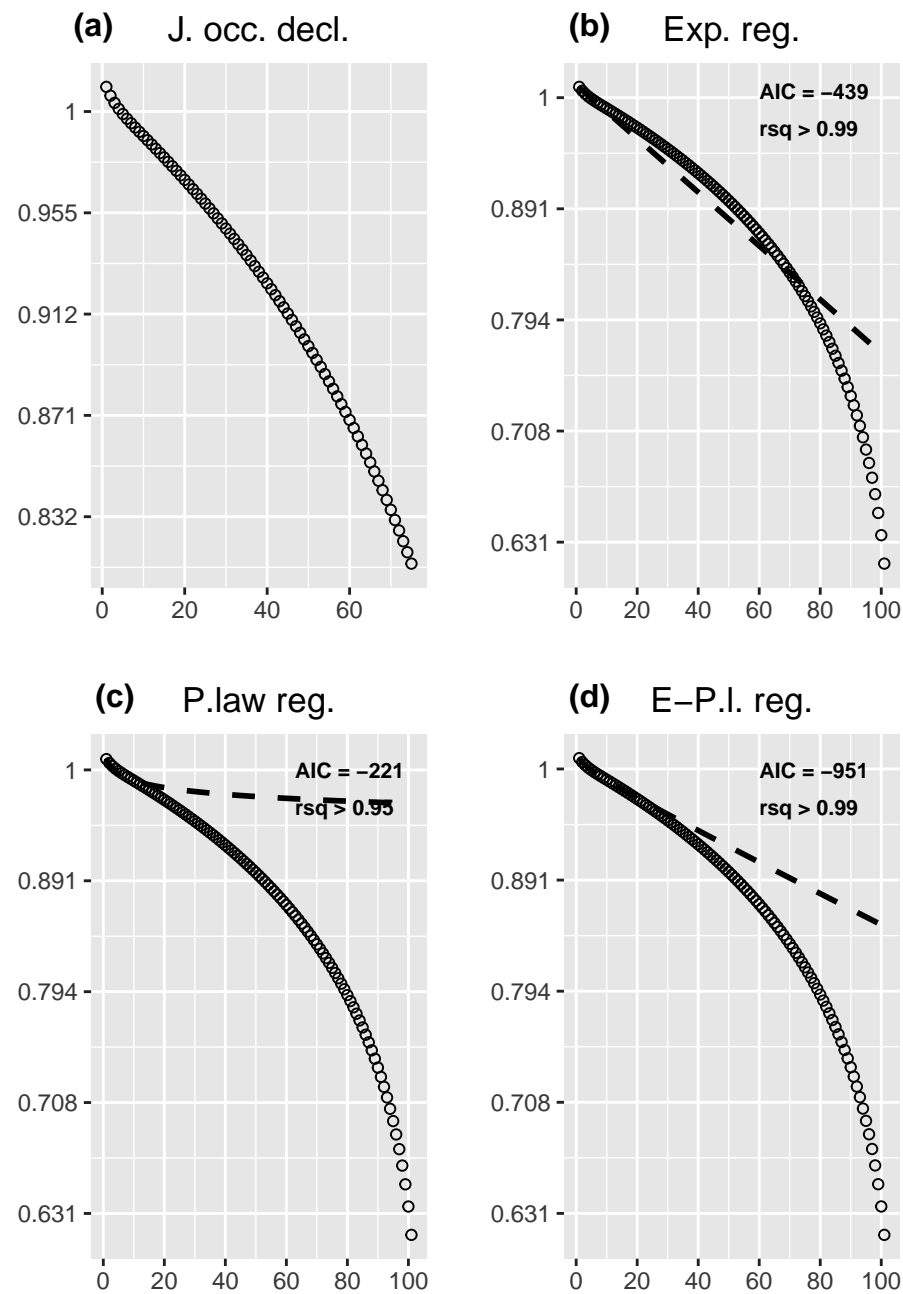 (a) J. occ. decl.
1
0.955
0.912
0.871
0.832
0 20 40 60
(b) Exp. reg.
AIC = −439
rsq > 0.99
1
0.891
0.794
0.708
0.631
0 20 40 60 80 100
(c) P.law reg.
AIC = −221
rsq > 0.95
1
0.891
0.794
0.708
0.631
0 20 40 60 80 100
(d) E−P.l. reg.
AIC = −951
rsq > 0.99
1
0.891
0.794
0.708
0.631
0 20 40 60 80 100